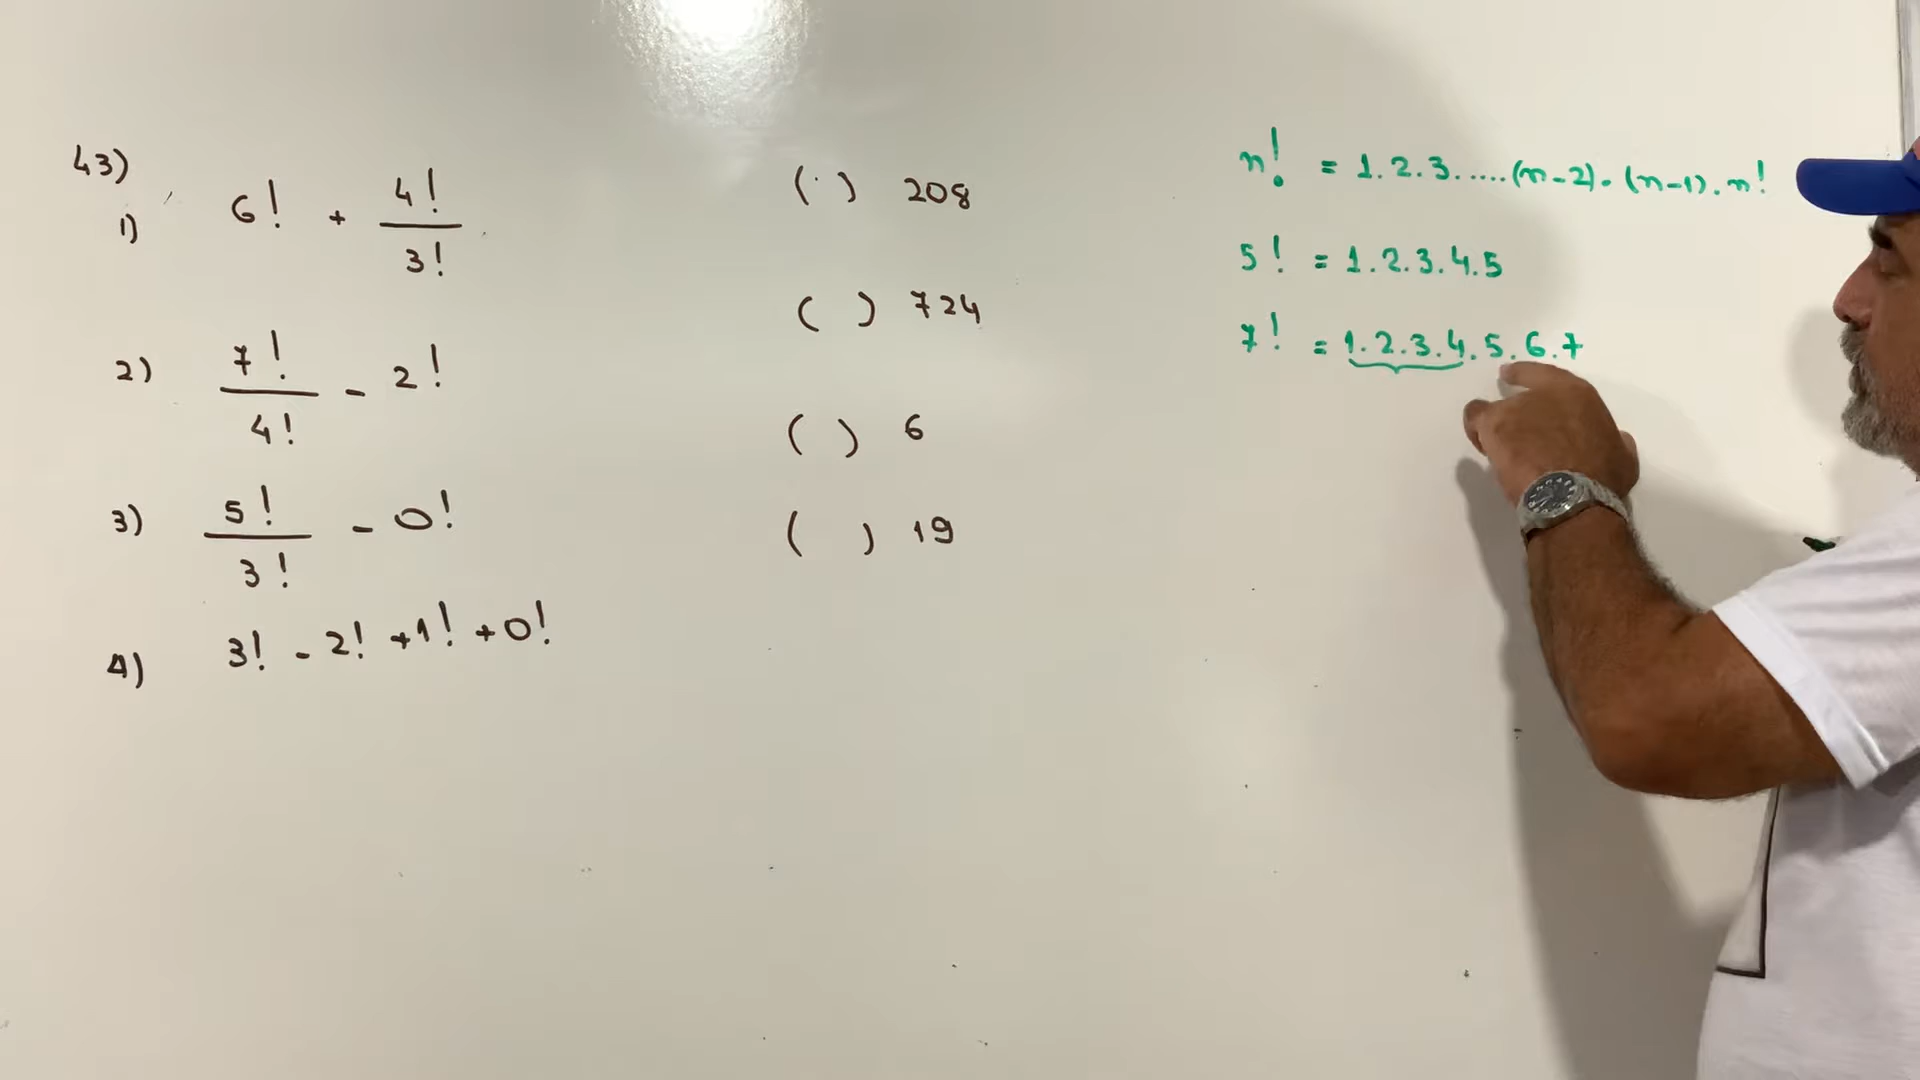 43)
1) 6! + 4!/3!
2) 7!/4! - 2!
3) 5!/3! - 0!
4) 3! - 2! + 1! + 0!
( ) 208
( ) 724
( ) 6
( ) 19
n! = 1.2.3.....(n-2).(n-1).n!
5! = 1.2.3.4.5
7! = 1.2.3.4.5.6.7